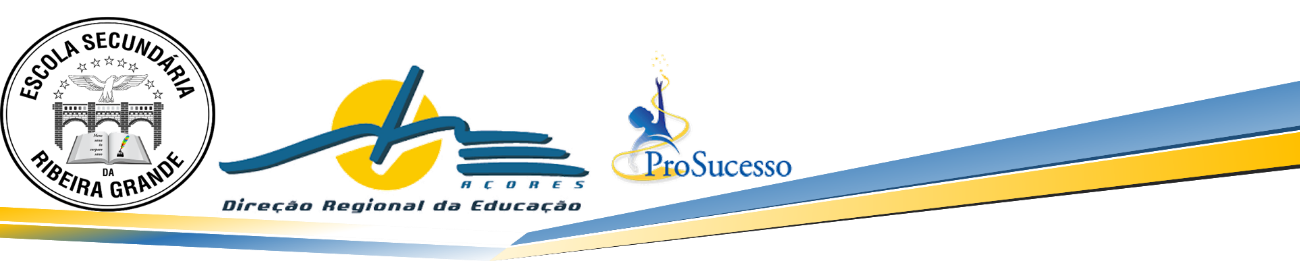 ESCOLA SECUNDÁRIA
DA
RIBEIRA GRANDE
AÇORES
Direção Regional da Educação
ProSucesso